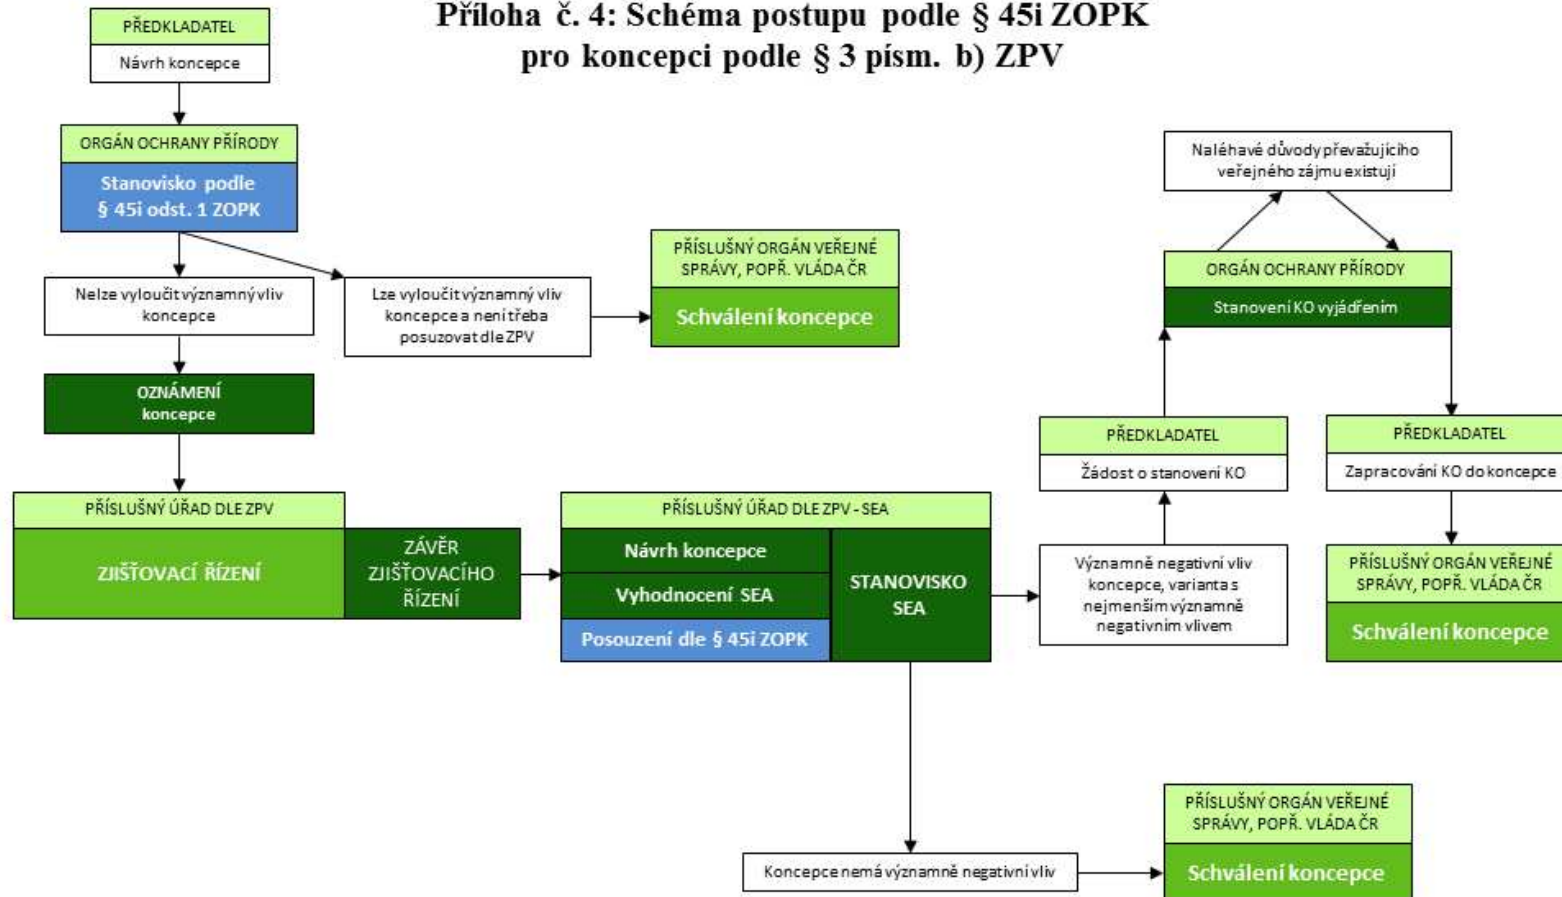 Příloha č. 4: Schéma postupu podle § 45i ZOPK
pro koncepci podle § 3 písm. b) ZPV
PŘEDKLADATEL
Návrh koncepce
ORGÁN OCHRANY PŘÍRODY
Stanovisko podle
§ 45i odst. 1 ZOPK
Nelze vyloučit významný vliv
koncepce
Lze vyloučit významný vliv
koncepce a není třeba
posuzovat dle ZPV
PŘÍSLUŠNÝ ORGÁN VEŘEJNÉ
SPRÁVY, POPŘ. VLÁDA ČR
Schválení koncepce
OZNÁMENÍ
koncepce
PŘÍSLUŠNÝ ÚŘAD DLE ZPV
ZJIŠŤOVACÍ ŘÍZENÍ
ZÁVĚR
ZJIŠŤOVACÍHO
ŘÍZENÍ
PŘÍSLUŠNÝ ÚŘAD DLE ZPV - SEA
Návrh koncepce
Vyhodnocení SEA
Posouzení dle § 45i ZOPK
STANOVISKO
SEA
Významně negativní vliv
koncepce, varianta s
nejmenším významně
negativním vlivem
PŘEDKLADATEL
Žádost o stanovení KO
Naléhavé důvody převažujícího
veřejného zájmu existují
ORGÁN OCHRANY PŘÍRODY
Stanovení KO vyjádřením
PŘEDKLADATEL
Zapracování KO do koncepce
PŘÍSLUŠNÝ ORGÁN VEŘEJNÉ
SPRÁVY, POPŘ. VLÁDA ČR
Schválení koncepce
Koncepce nemá významně negativní vliv
PŘÍSLUŠNÝ ORGÁN VEŘEJNÉ
SPRÁVY, POPŘ. VLÁDA ČR
Schválení koncepce